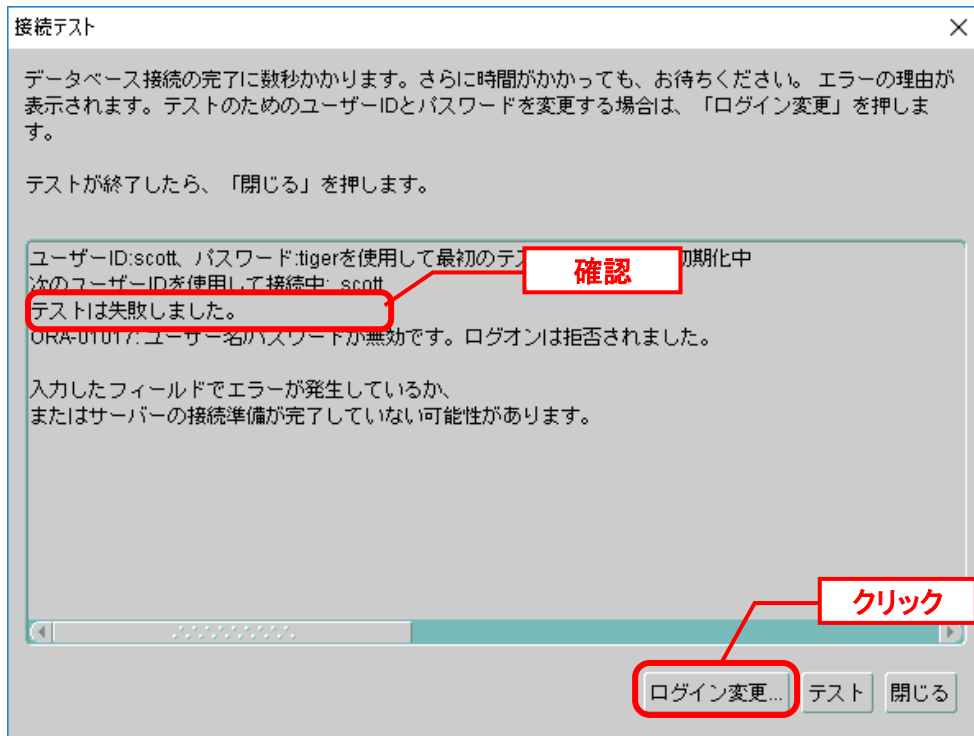 接続テスト
データベース接続の完了に数秒かかります。さらに時間がかかっても、お待ちください。 エラーの理由が
表示されます。テストのためのユーザーIDとパスワードを変更する場合は、「ログイン変更」を押しま
す。
テストが終了したら、「閉じる」を押します。
ユーザーID:scott、パスワード:tigerを使用して最初のテス
初期化中
確認
次のユーザーIDを使用して接続中: scott
テストは失敗しました。
ORA-01017: ユーザー名/パスワードが無効です。ログオンは拒否されました。
入力したフィールドでエラーが発生しているか、
またはサーバーの接続準備が完了していない可能性があります。
クリック
ログイン変更... テスト 閉じる